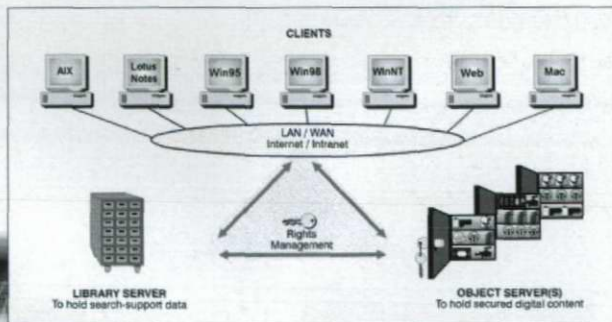 CLIENTS
AIX
Lotus
Notes
Win95
Win98
WinNT
Web
Mac
LAN / WAN
Internet / Intranet
Rights
Management
LIBRARY SERVER
To hold search-support data
OBJECT SERVER(S)
To hold secured digital content